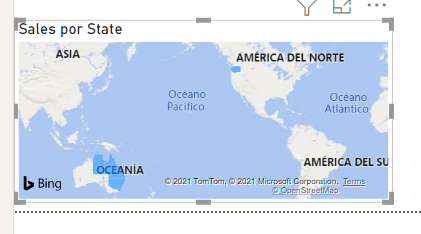 Sales por State
ASIA
AMÉRICA DEL NORTE
Océano
Pacífico
Océano
Atlántico
OCEANÍA
AMÉRICA DEL SU
Bing
© 2021 TomTom, © 2021 Microsoft Corporation, Terms
© OpenStreetMap